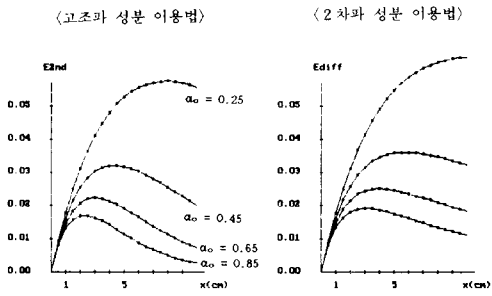 〈고조파 성분 이용법〉 〈2차파 성분 이용법〉
E2nd Ediff
αo = 0.25
0.05 0.05
0.04 0.04
0.03 0.03
0.02 0.02
αo = 0.45
0.01 0.01
αo = 0.65
αo = 0.85
0.00 0.00
1 5 x(cm) 1 5 x(cm)